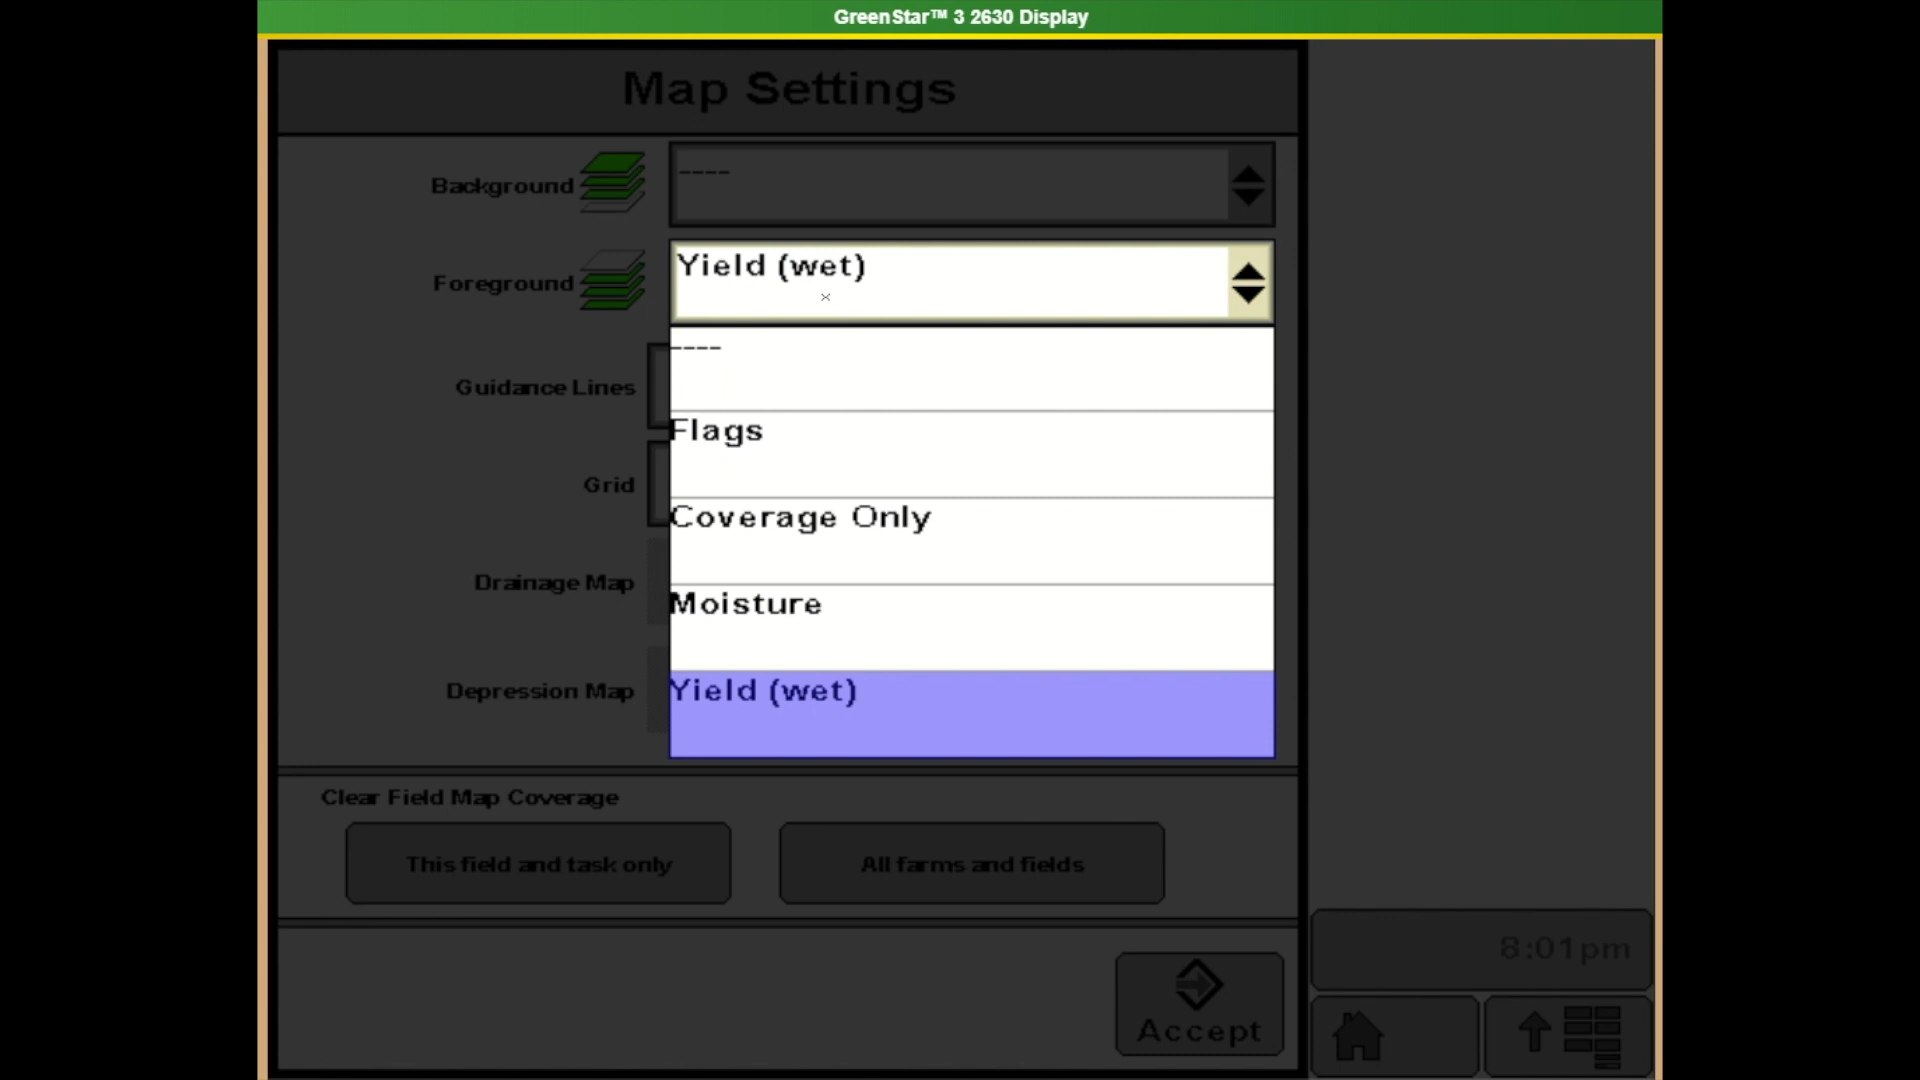 GreenStar™ 3 2630 Display
Map Settings
Background
----
Foreground
Yield (wet)
----
Guidance Lines
Flags
Grid
Coverage Only
Drainage Map
Moisture
Depression Map
Yield (wet)
Clear Field Map Coverage
This field and task only
All farms and fields
8:01pm
Accept